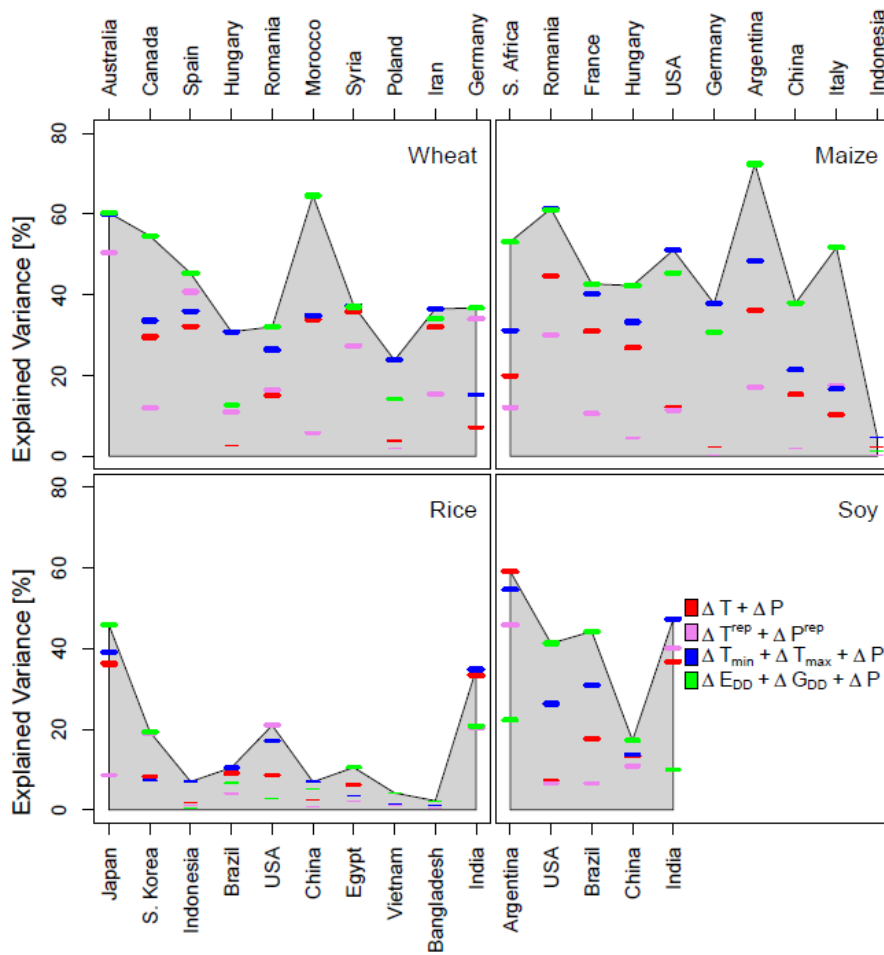 Australia
Canada
Spain
Hungary
Romania
Morocco
Syria
Poland
Iran
Germany
S. Africa
Romania
France
Hungary
USA
Germany
Argentina
China
Italy
Indonesia
Explained Variance [%]
80
60
40
20
0
Wheat
Maize
Explained Variance [%]
80
60
40
20
0
Rice
Soy
Δ T + Δ P
Δ T^rep + Δ P^rep
Δ T_min + Δ T_max + Δ P
Δ E_DD + Δ G_DD + Δ P
Japan
S. Korea
Indonesia
Brazil
USA
China
Egypt
Vietnam
Bangladesh
India
Argentina
USA
Brazil
China
India